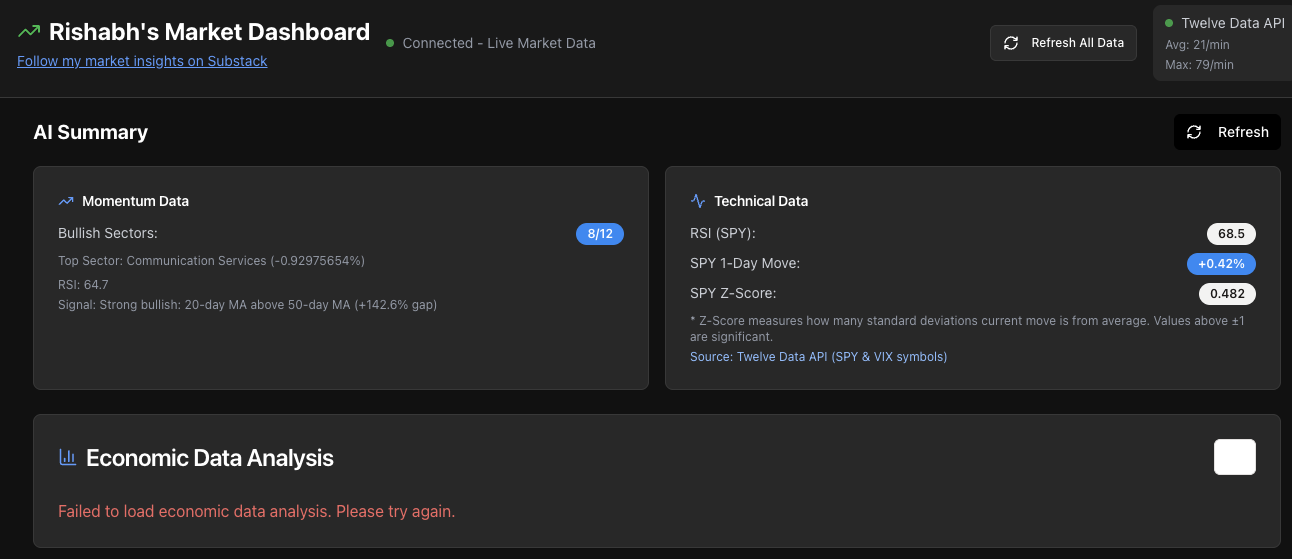 Rishabh's Market Dashboard
Connected - Live Market Data
Follow my market insights on Substack
Refresh All Data
Twelve Data API
Avg: 21/min
Max: 79/min
AI Summary
Refresh
Momentum Data
Bullish Sectors:
8/12
Top Sector: Communication Services (-0.92975654%)
RSI: 64.7
Signal: Strong bullish: 20-day MA above 50-day MA (+142.6% gap)
Technical Data
RSI (SPY):
68.5
SPY 1-Day Move:
+0.42%
SPY Z-Score:
0.482
* Z-Score measures how many standard deviations current move is from average. Values above ±1
are significant.
Source: Twelve Data API (SPY & VIX symbols)
Economic Data Analysis
Failed to load economic data analysis. Please try again.